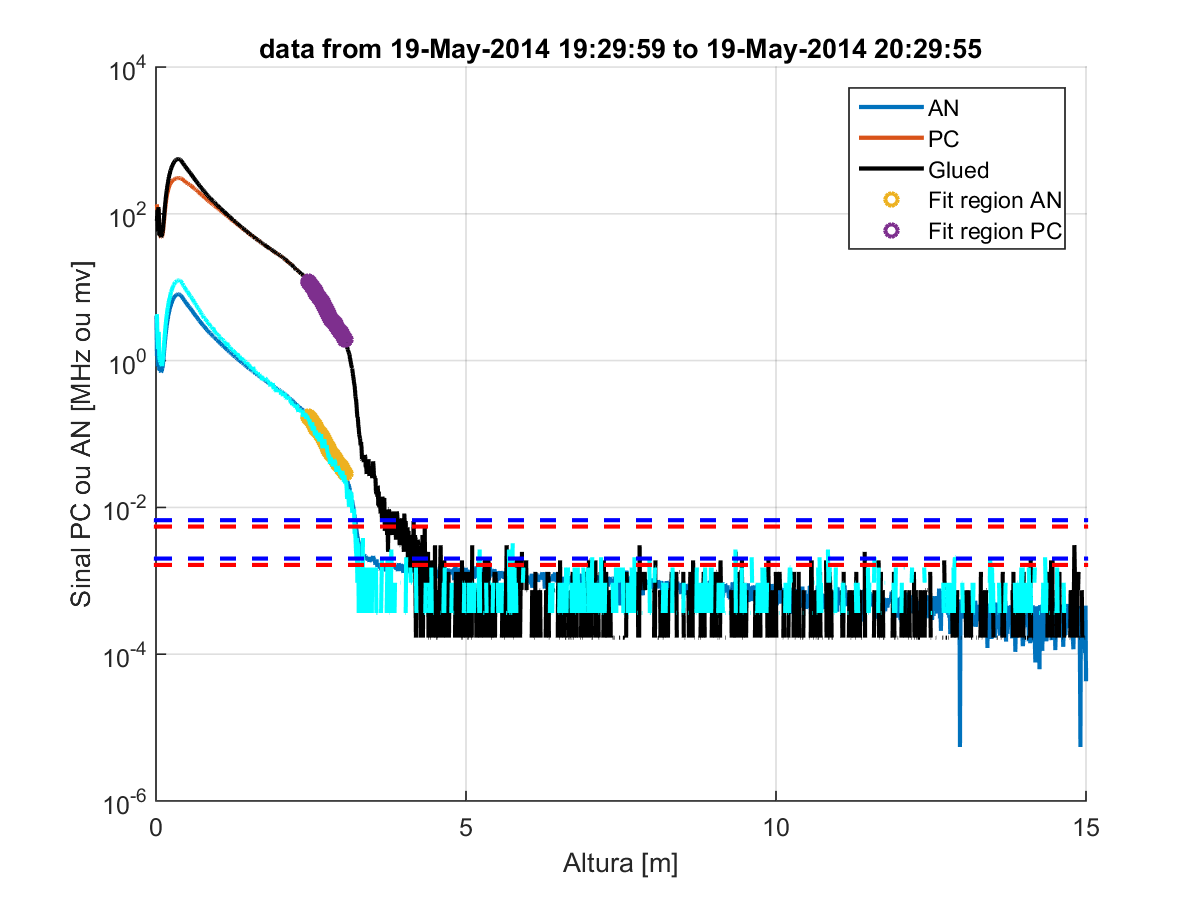 data from 19-May-2014 19:29:59 to 19-May-2014 20:29:55
AN
PC
Glued
Fit region AN
Fit region PC
Sinal PC ou AN [MHz ou mv]
10^4
10^2
10^0
10^-2
10^-4
10^-6
0 5 10 15
Altura [m]